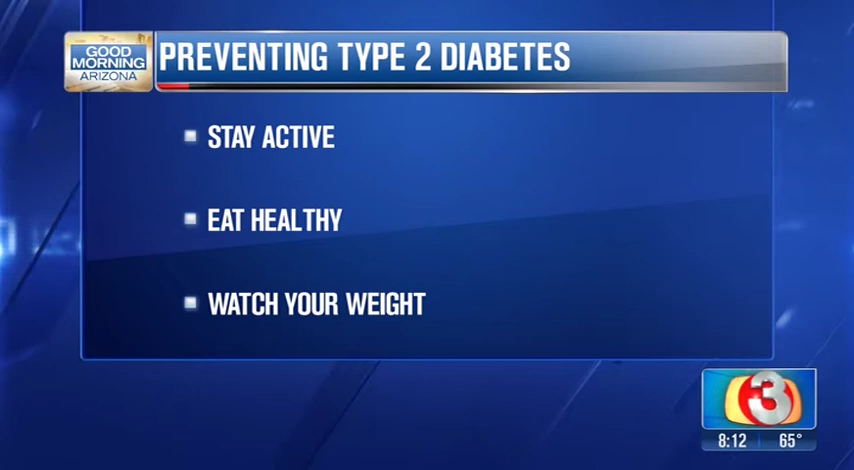 GOOD
MORNING
ARIZONA
PREVENTING TYPE 2 DIABETES
STAY ACTIVE
EAT HEALTHY
WATCH YOUR WEIGHT
3
8:12 65°